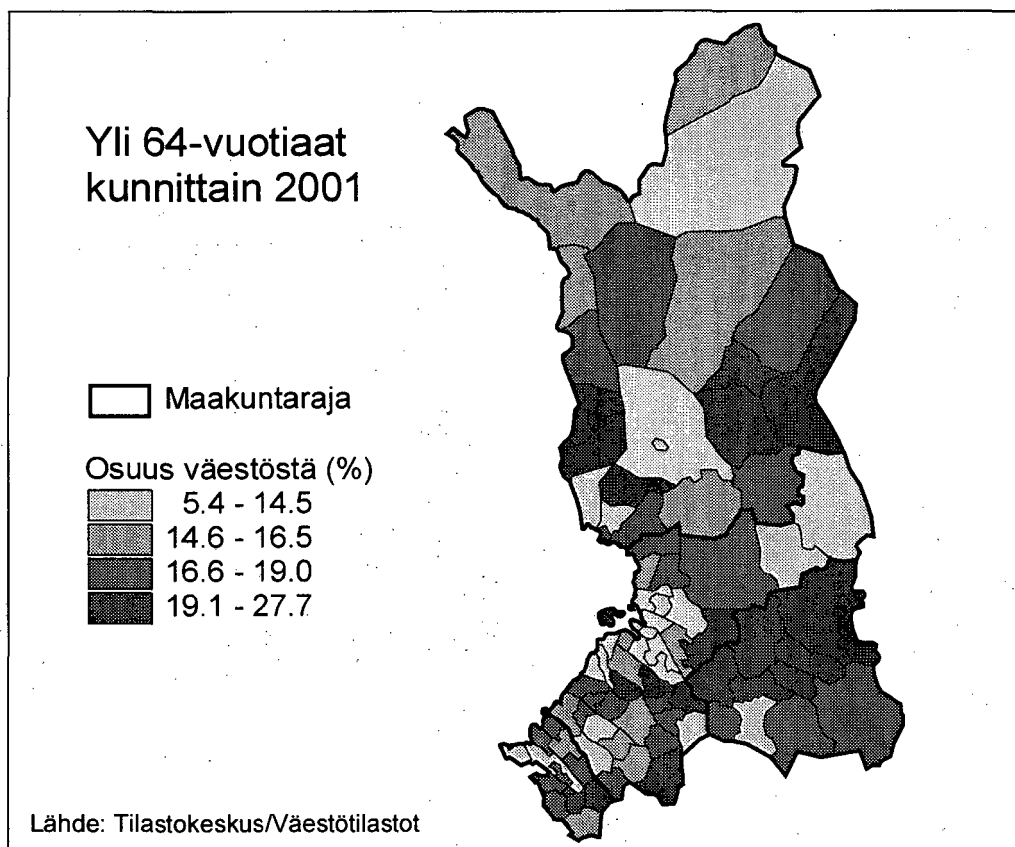 Yli 64-vuotiaat
kunnittain 2001
Maakuntaraja
Osuus väestöstä (%)
5.4 - 14.5
14.6 - 16.5
16.6 - 19.0
19.1 - 27.7
Lähde: Tilastokeskus/Väestötilastot